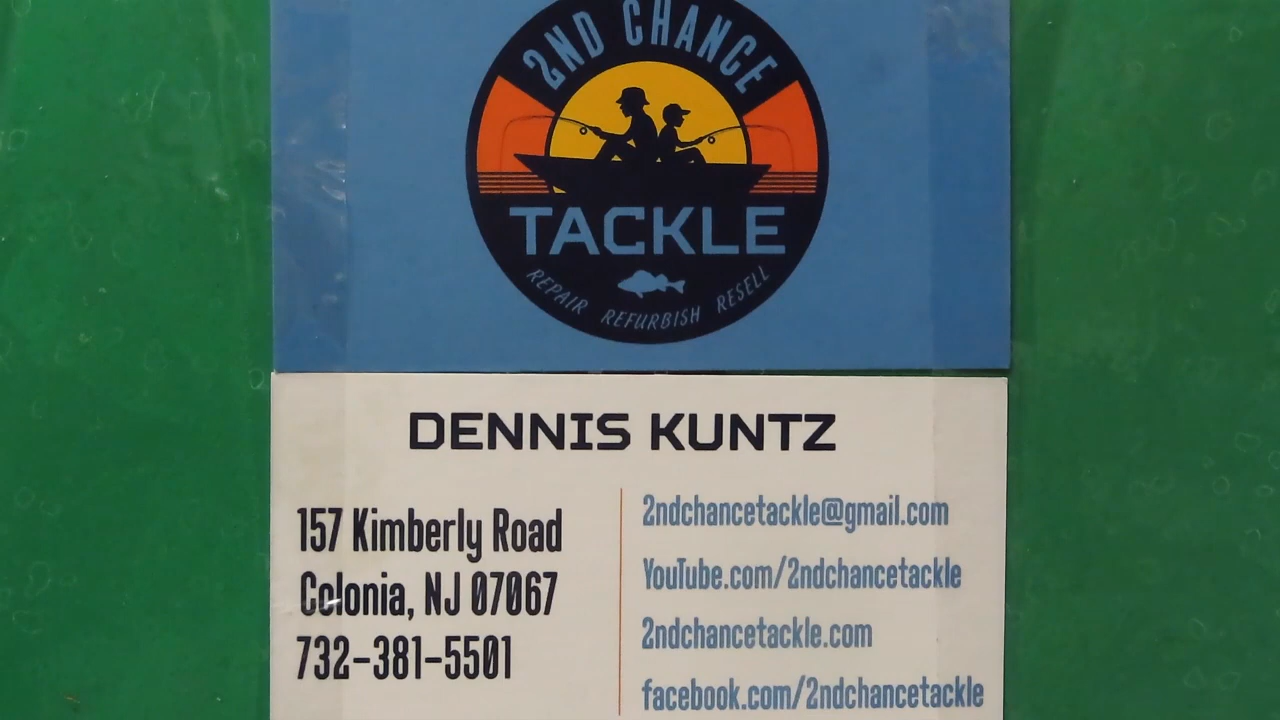 2ND CHANCE
TACKLE
REPAIR REFURBISH RESELL
DENNIS KUNTZ
157 Kimberly Road
Colonia, NJ 07067
732-381-5501
2ndchancetackle@gmail.com
YouTube.com/2ndchancetackle
2ndchancetackle.com
facebook.com/2ndchancetackle